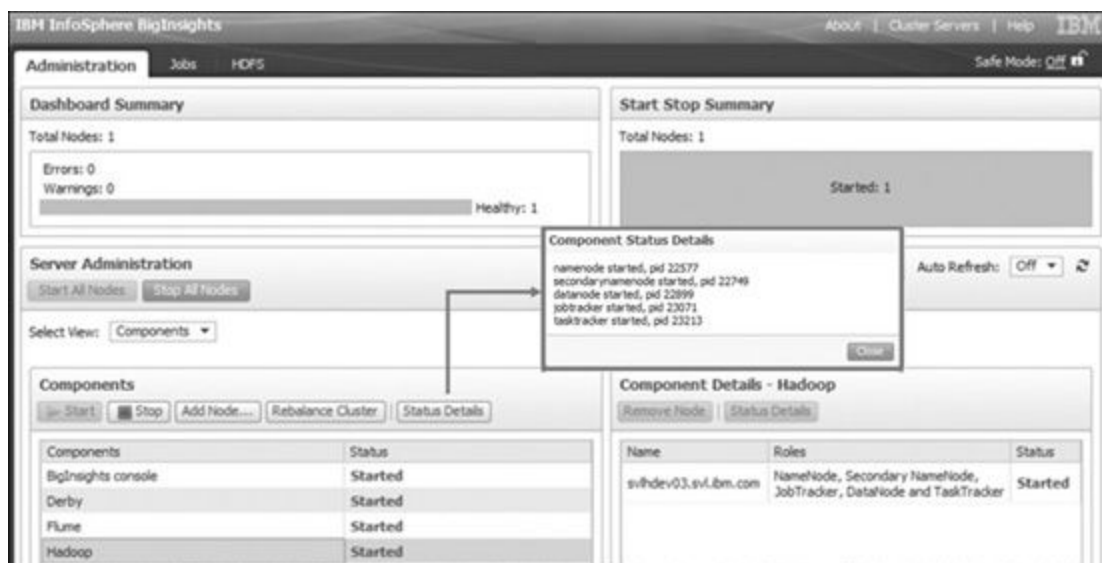 IBM InfoSphere BigInsights
About | Cluster Servers | Help IBM
Administration Jobs HDFS
Safe Mode: Off
Dashboard Summary
Total Nodes: 1
Errors: 0
Warnings: 0
Healthy: 1
Start Stop Summary
Total Nodes: 1
Started: 1
Server Administration
Start All Nodes Stop All Nodes
Auto Refresh: Off
Select View: Components
Component Status Details
namenode started, pid 22577
secondarynamenode started, pid 22749
datanode started, pid 22899
jobtracker started, pid 23071
tasktracker started, pid 23213
Close
Components
Start Stop Add Node... Rebalance Cluster Status Details
Components Status
BigInsights console Started
Derby Started
Flume Started
Hadoop Started
Component Details - Hadoop
Remove Node Status Details
Name Roles Status
svlhdev03.svl.ibm.com NameNode, Secondary NameNode, Started
JobTracker, DataNode and TaskTracker